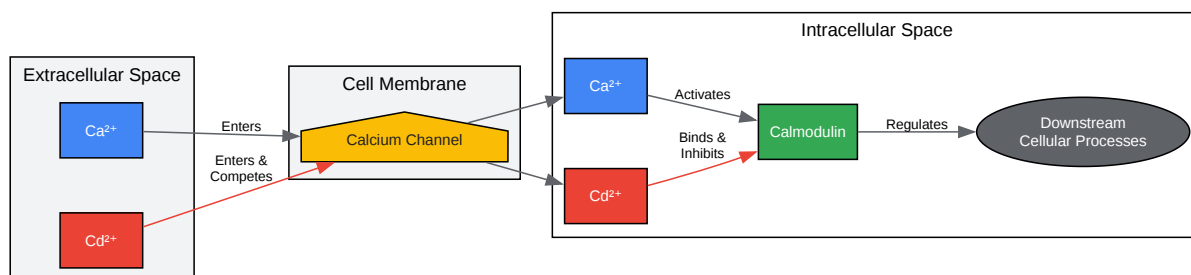 Extracellular Space
Ca²⁺
Cd²⁺
Enters
Enters &
Competes
Cell Membrane
Calcium Channel
Intracellular Space
Ca²⁺
Cd²⁺
Activates
Binds &
Inhibits
Calmodulin
Regulates
Downstream
Cellular Processes